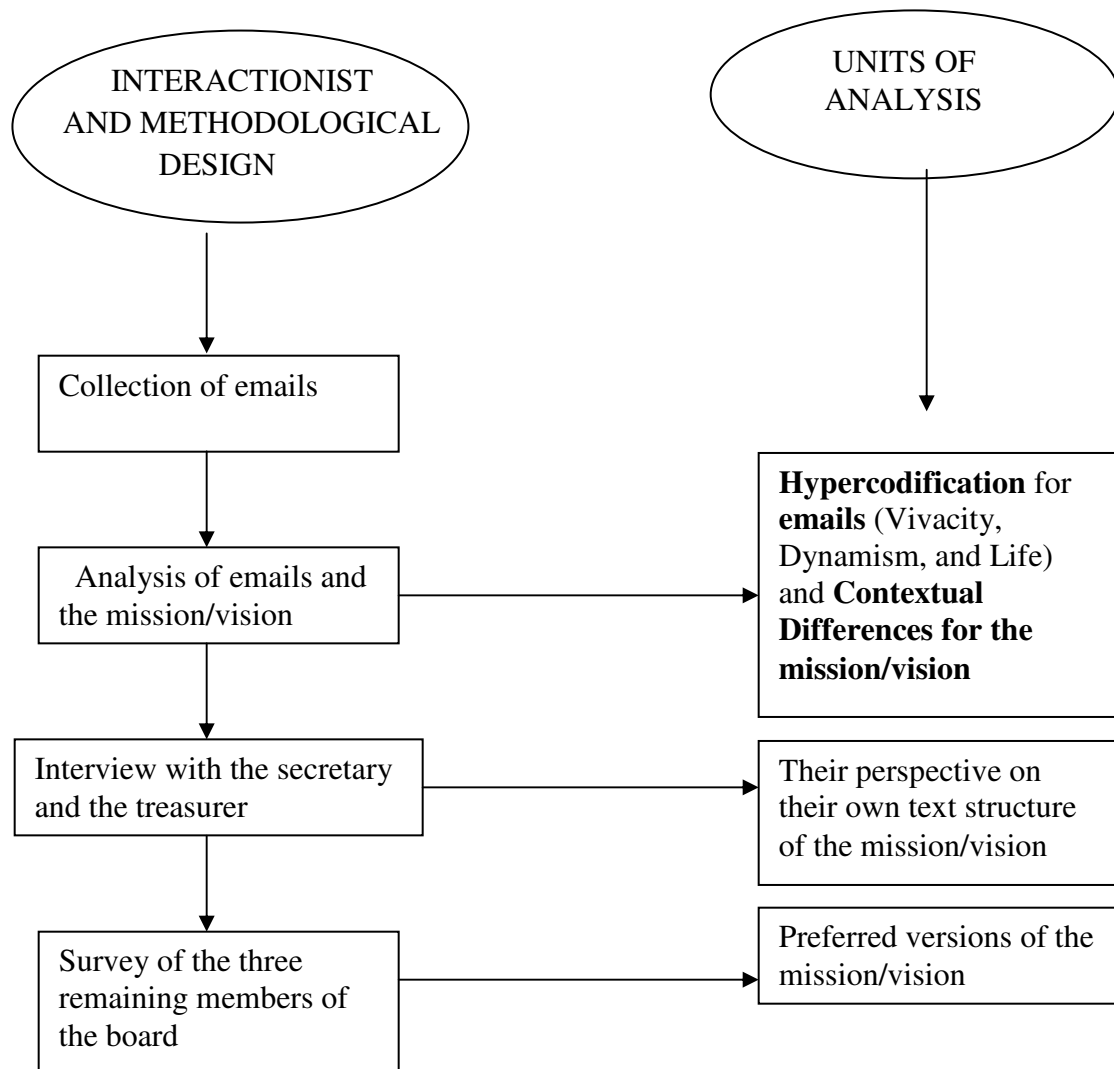 INTERACTIONIST
AND METHODOLOGICAL
DESIGN
UNITS OF
ANALYSIS
Collection of emails
Analysis of emails and
the mission/vision
Hypercodification for
emails (Vivacity,
Dynamism, and Life)
and Contextual
Differences for the
mission/vision
Interview with the secretary
and the treasurer
Their perspective on
their own text structure
of the mission/vision
Survey of the three
remaining members of
the board
Preferred versions of the
mission/vision